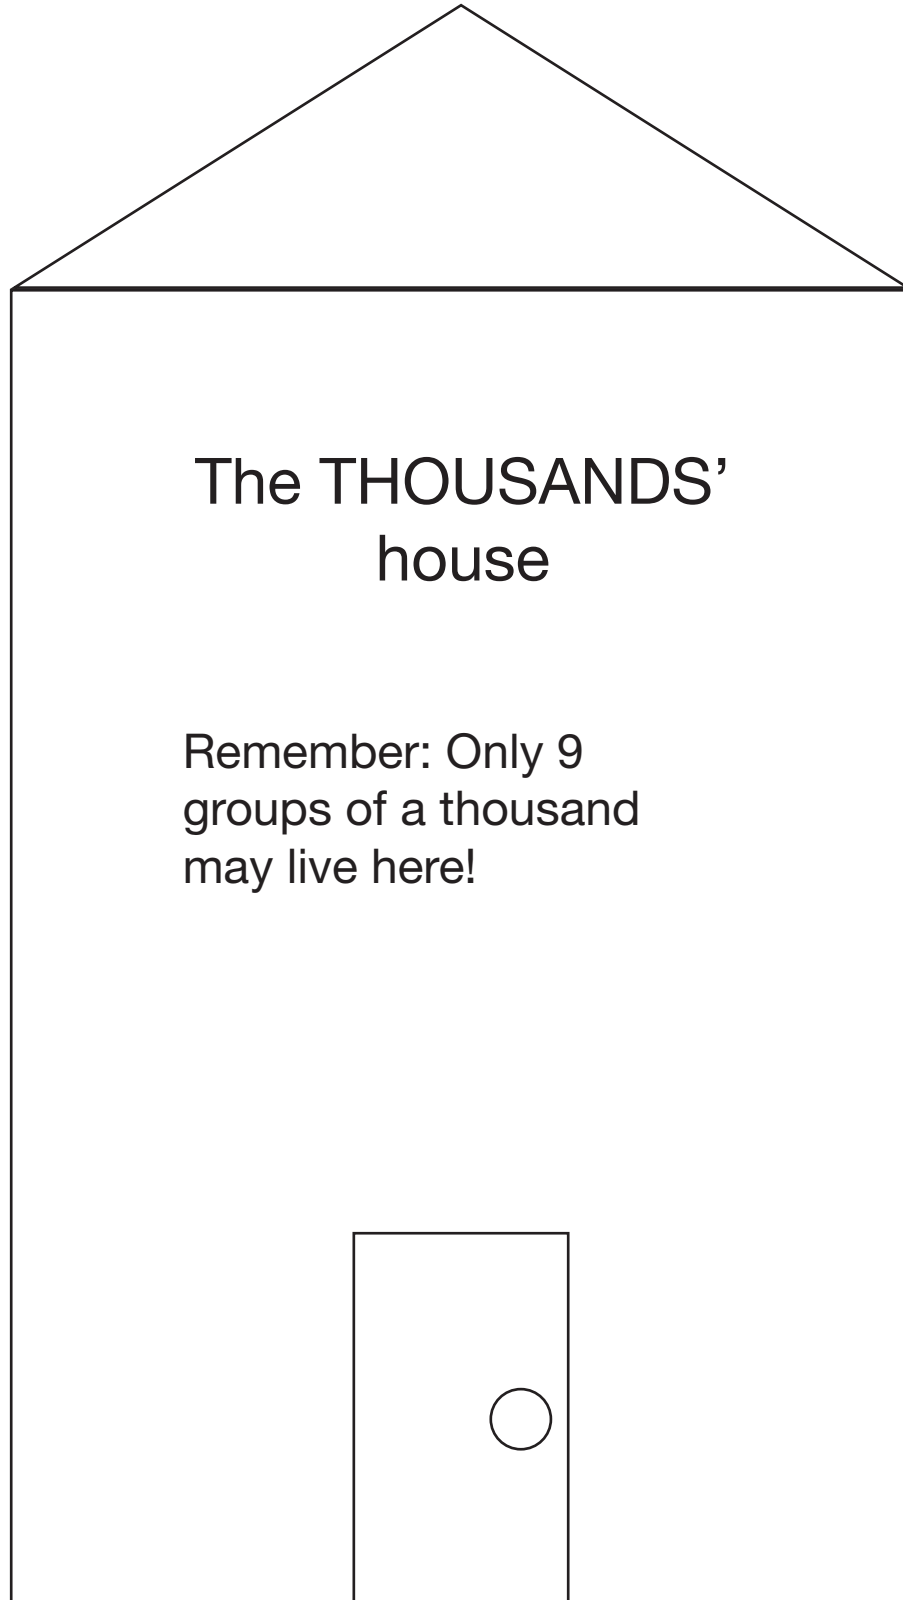 The THOUSANDS’
house
Remember: Only 9
groups of a thousand
may live here!